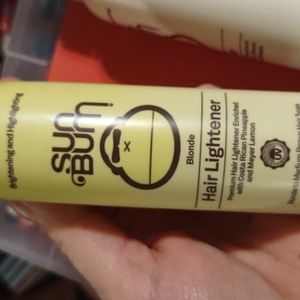 Brightening and Highlighting
SUN
BUM
x
Blonde
Hair Lightener
Premium Hair Lightener Enriched
with Costa Rican Pineapple
and Meyer Lemon
UV